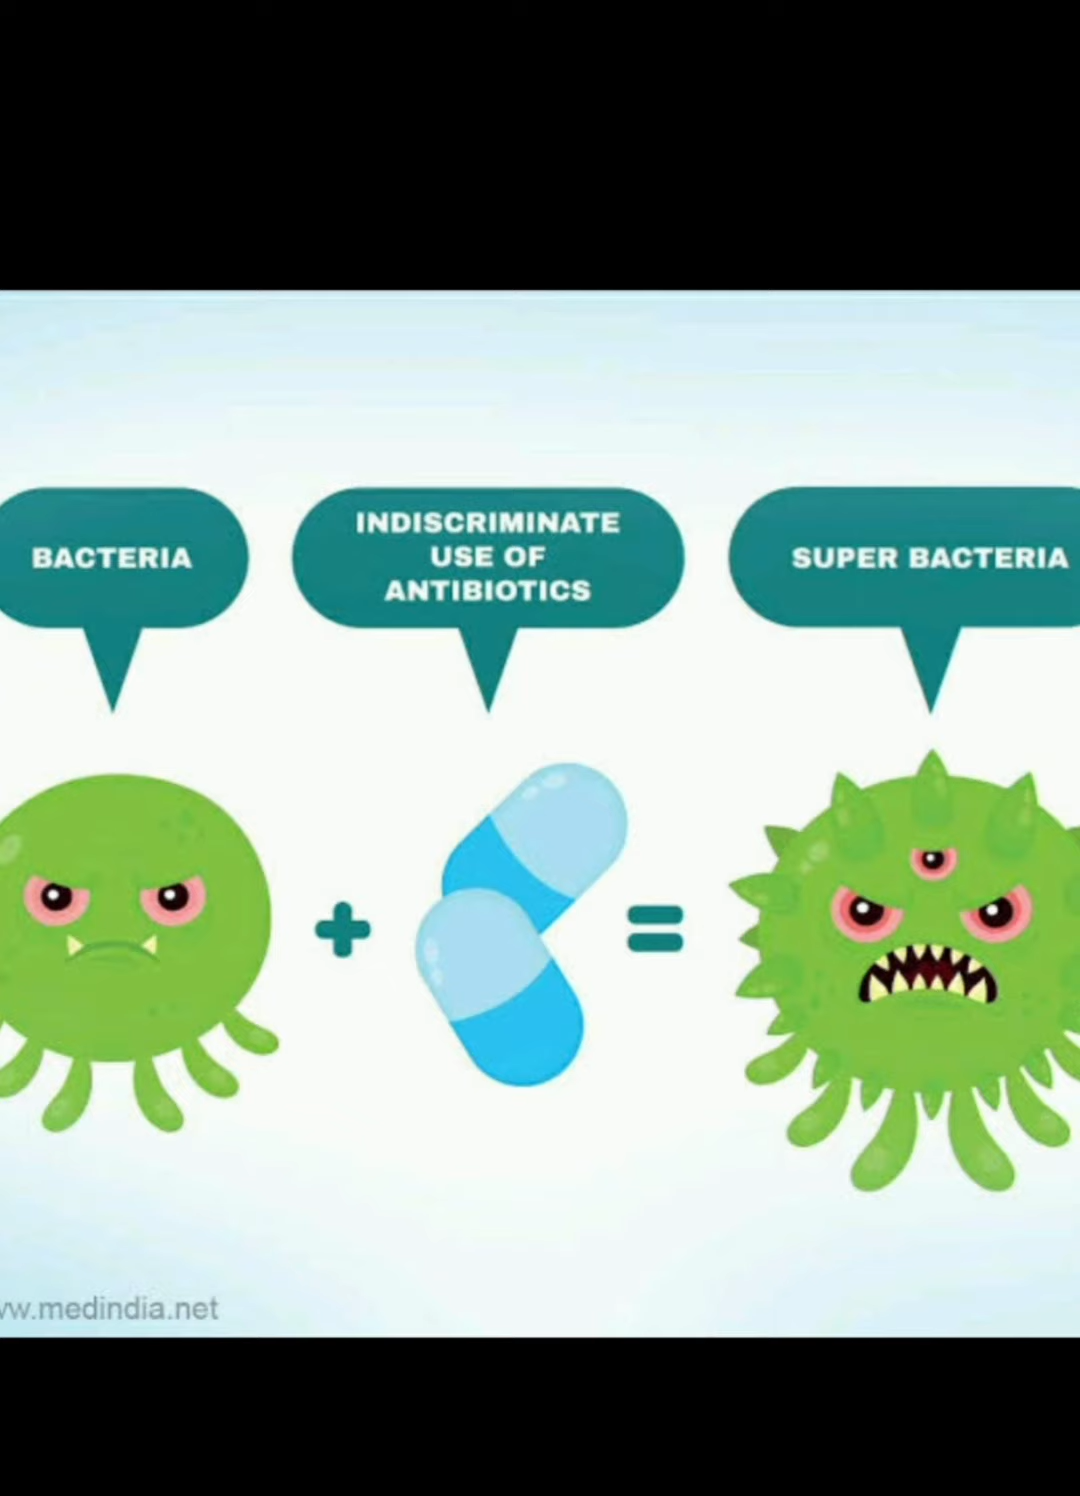 BACTERIA
INDISCRIMINATE
USE OF
ANTIBIOTICS
SUPER BACTERIA
w.medindia.net